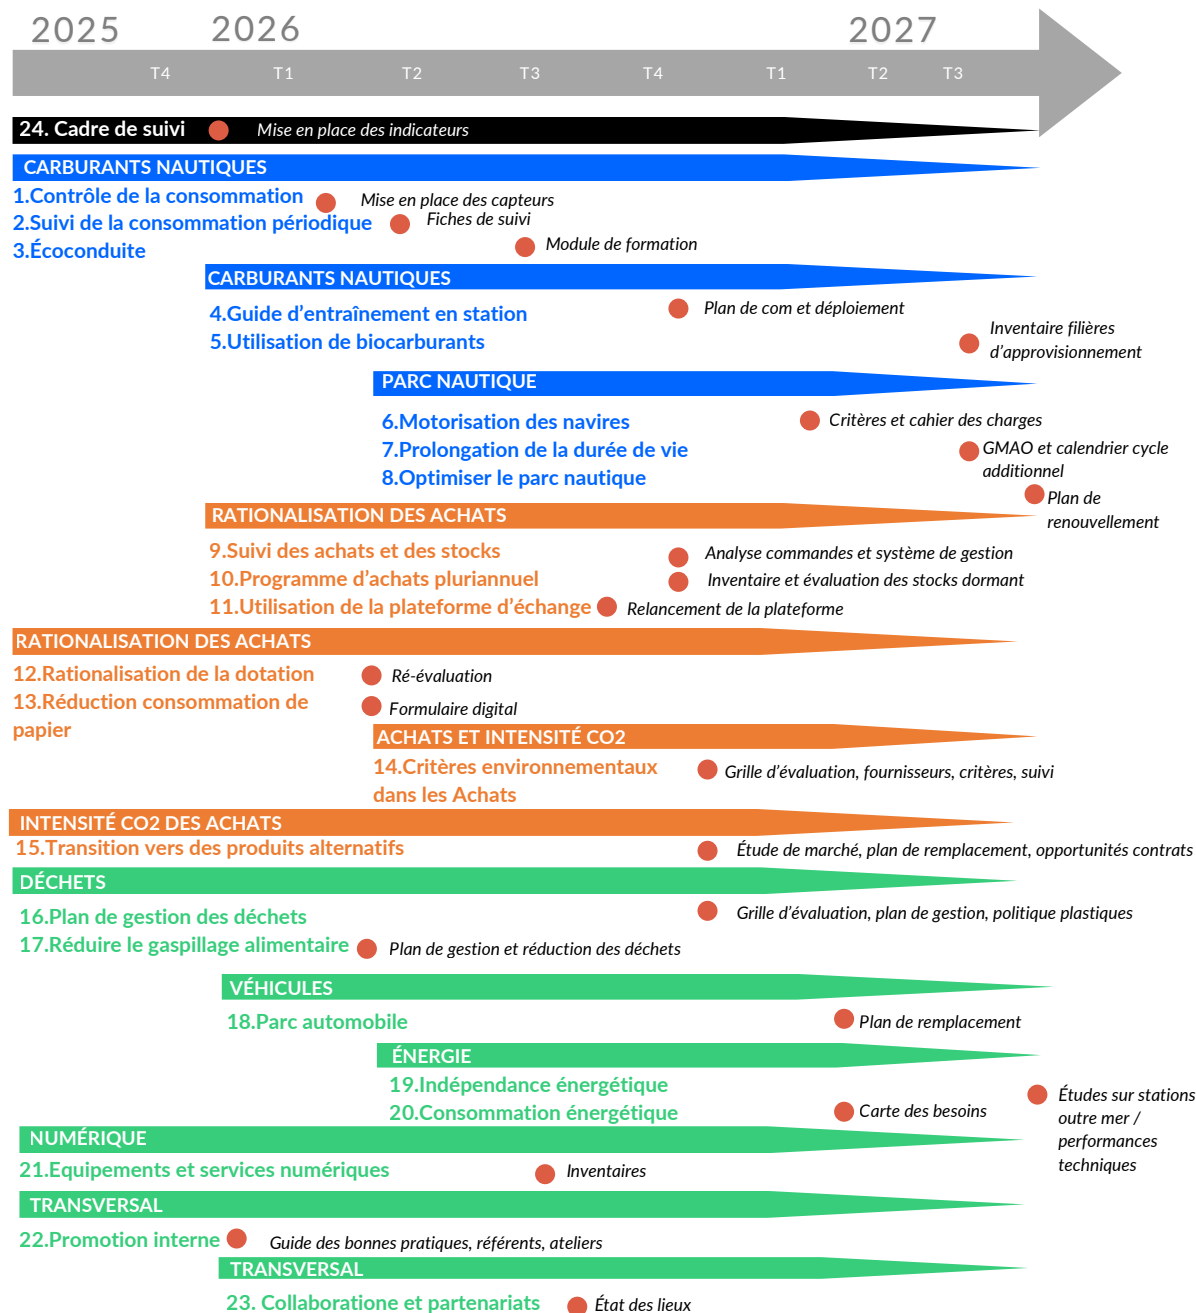 2025 2026 2027
T4 T1 T2 T3 T4 T1 T2 T3
24. Cadre de suivi Mise en place des indicateurs
CARBURANTS NAUTIQUES
1.Contrôle de la consommation Mise en place des capteurs
2.Suivi de la consommation périodique Fiches de suivi
3.Écoconduite Module de formation
CARBURANTS NAUTIQUES
4.Guide d'entraînement en station Plan de com et déploiement
5.Utilisation de biocarburants Inventaire filières
d'approvisionnement
PARC NAUTIQUE
6.Motorisation des navires Critères et cahier des charges
7.Prolongation de la durée de vie GMAO et calendrier cycle
additionnel
8.Optimiser le parc nautique Plan de
renouvellement
RATIONALISATION DES ACHATS
9.Suivi des achats et des stocks Analyse commandes et système de gestion
10.Programme d'achats pluriannuel Inventaire et évaluation des stocks dormant
11.Utilisation de la plateforme d'échange Relancement de la plateforme
RATIONALISATION DES ACHATS
12.Rationalisation de la dotation Ré-évaluation
13.Réduction consommation de Formulaire digital
papier
ACHATS ET INTENSITÉ CO2
14.Critères environnementaux Grille d'évaluation, fournisseurs, critères, suivi
dans les Achats
INTENSITÉ CO2 DES ACHATS
15.Transition vers des produits alternatifs Étude de marché, plan de remplacement, opportunités contrats
DÉCHETS
16.Plan de gestion des déchets Grille d'évaluation, plan de gestion, politique plastiques
17.Réduire le gaspillage alimentaire Plan de gestion et réduction des déchets
VÉHICULES
18.Parc automobile Plan de remplacement
ÉNERGIE
19.Indépendance énergétique Études sur stations
outre mer /
performances
techniques
20.Consommation énergétique Carte des besoins
NUMÉRIQUE
21.Equipements et services numériques Inventaires
TRANSVERSAL
22.Promotion interne Guide des bonnes pratiques, référents, ateliers
TRANSVERSAL
23. Collaboratione et partenariats État des lieux